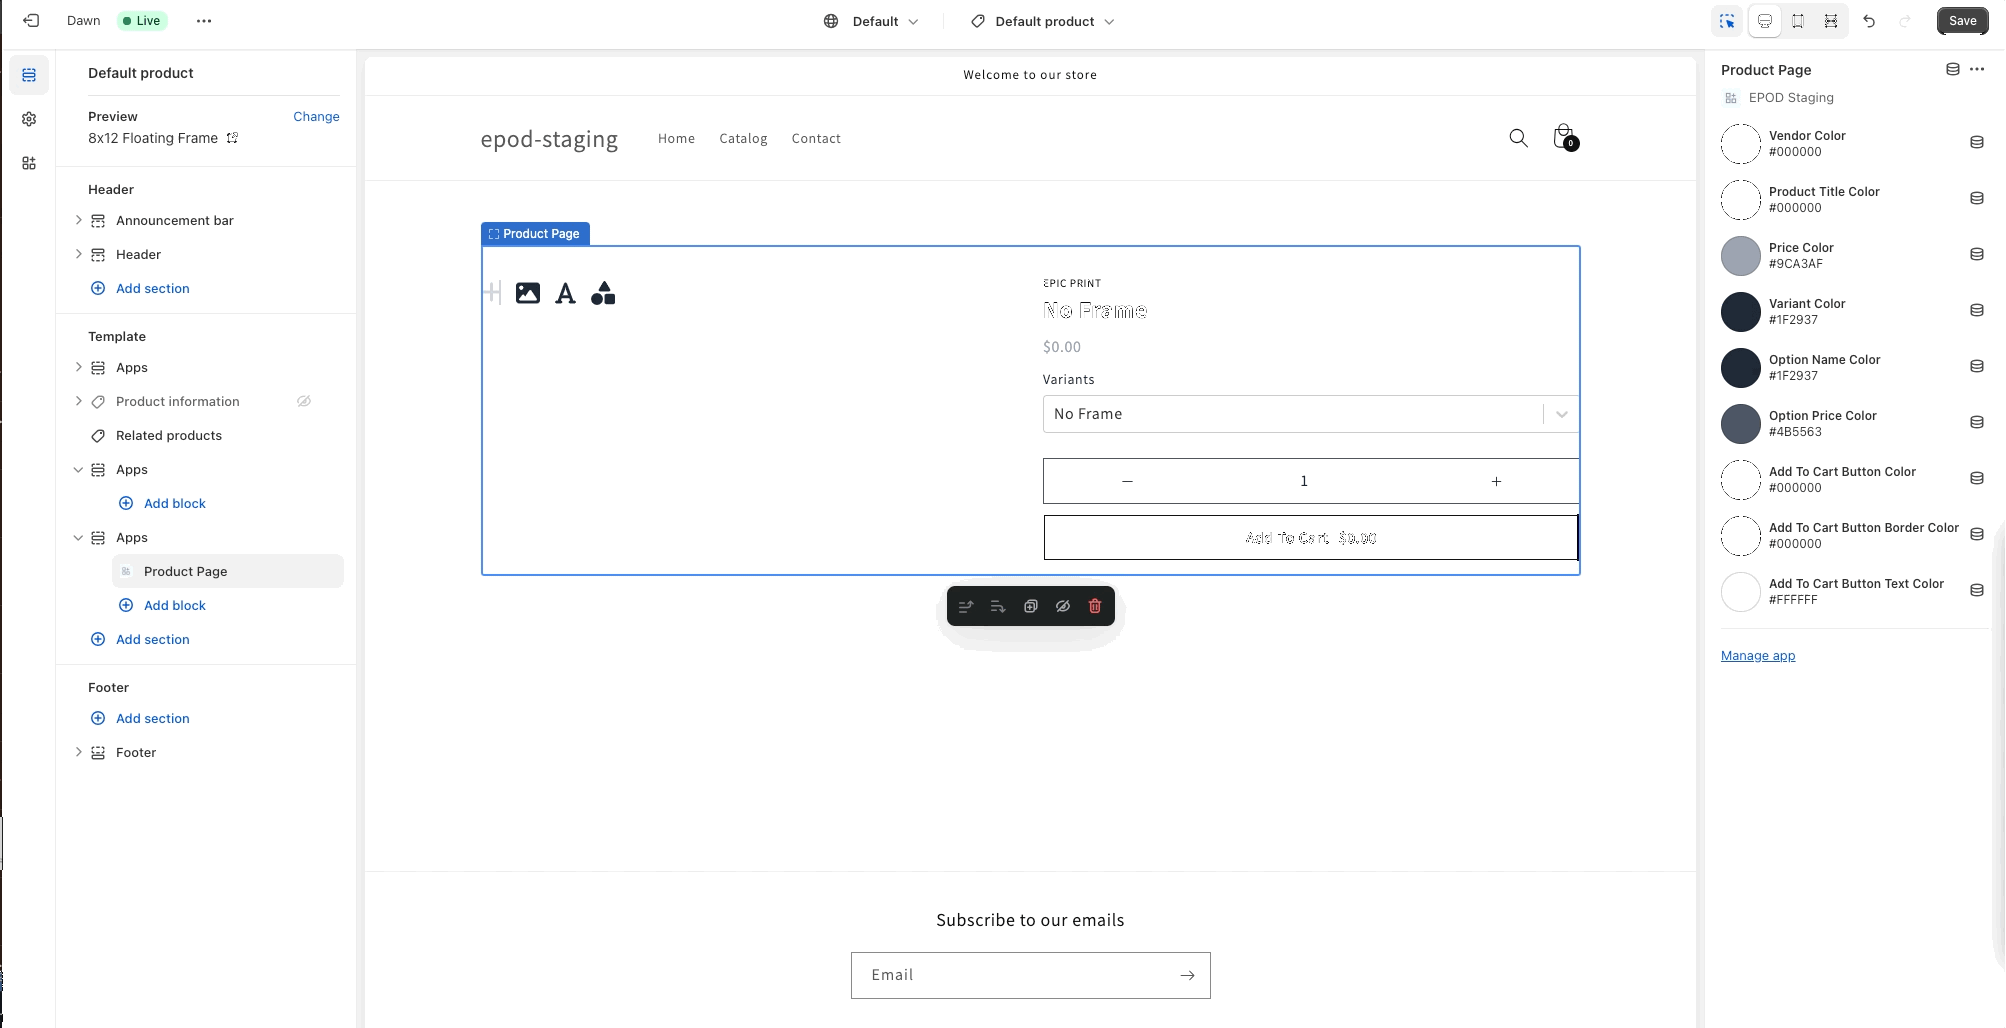 Dawn
Live
Default
Default product
Save
Default product
Preview
Change
8x12 Floating Frame
Header
Announcement bar
Header
Add section
Template
Apps
Product information
Related products
Apps
Add block
Apps
Product Page
Add block
Add section
Footer
Add section
Footer
Welcome to our store
epod-staging
Home
Catalog
Contact
0
Product Page
EPIC PRINT
No Frame
$0.00
Variants
No Frame
1
Add To Cart $0.00
Subscribe to our emails
Email
Product Page
EPOD Staging
Vendor Color
#000000
Product Title Color
#000000
Price Color
#9CA3AF
Variant Color
#1F2937
Option Name Color
#1F2937
Option Price Color
#4B5563
Add To Cart Button Color
#000000
Add To Cart Button Border Color
#000000
Add To Cart Button Text Color
#FFFFFF
Manage app